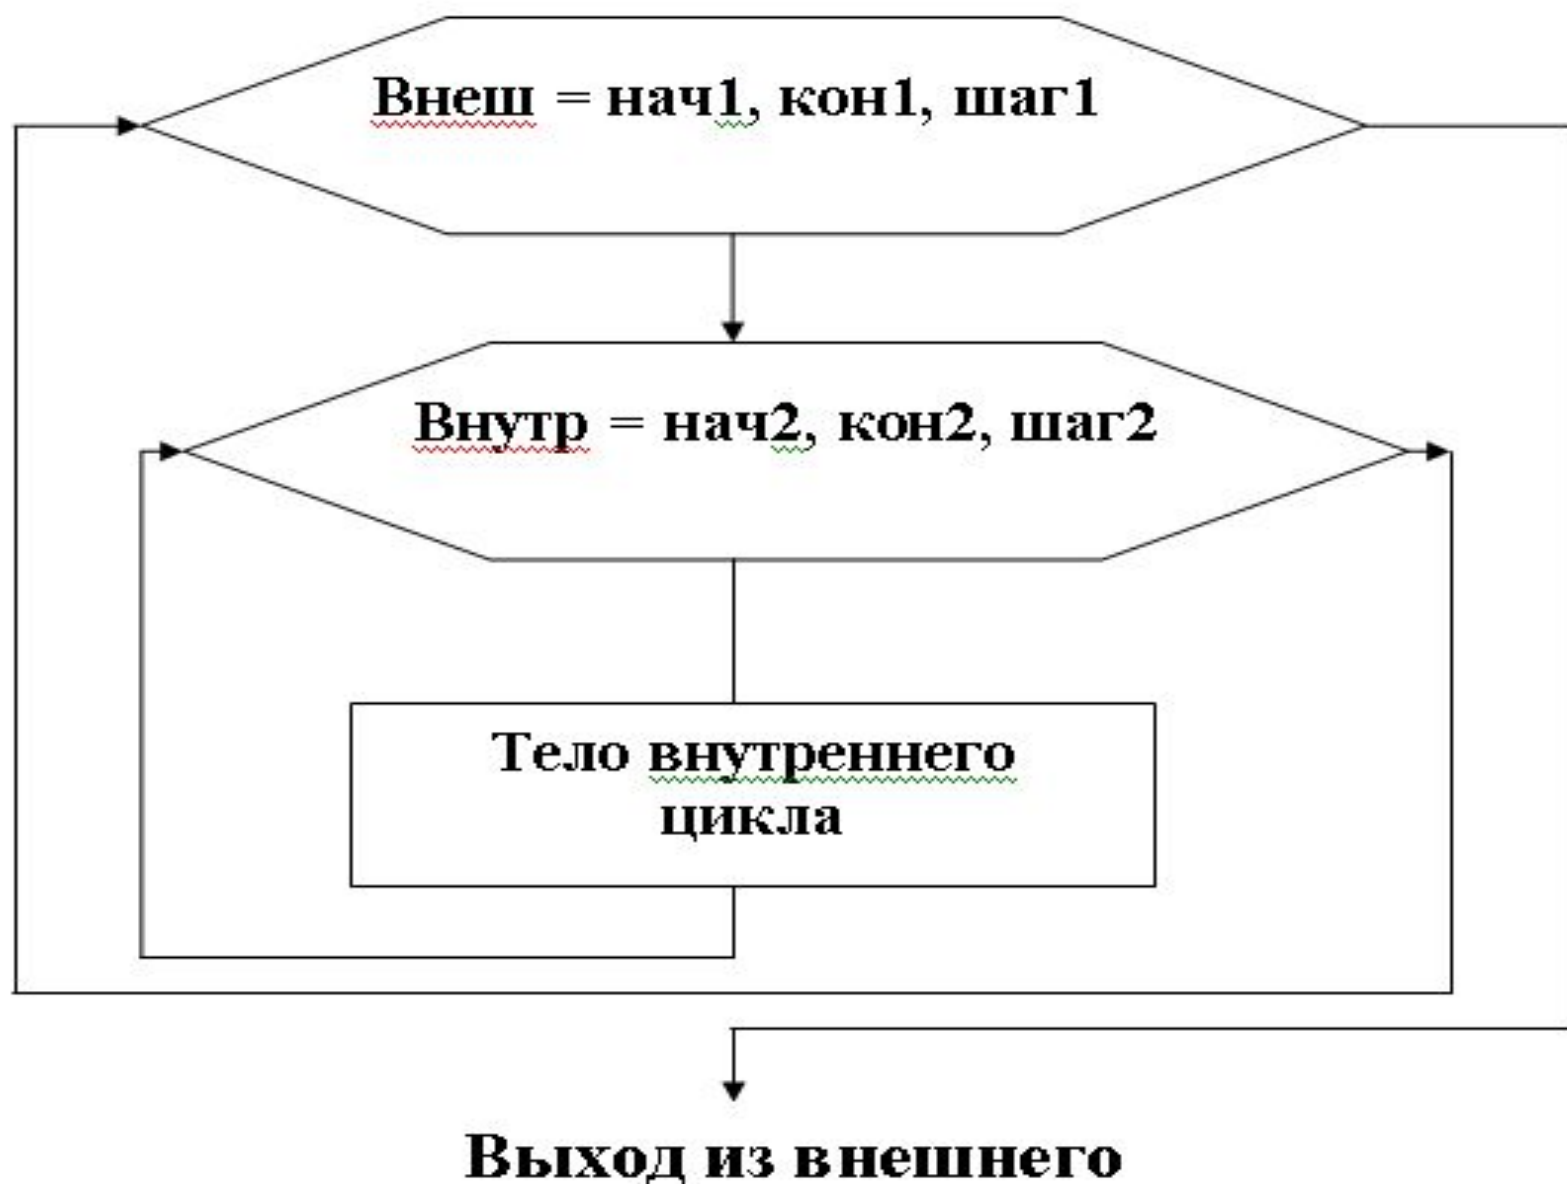 Внеш = нач1, кон1, шаг1
Внутр = нач2, кон2, шаг2
Тело внутреннего
цикла
Выход из внешнего